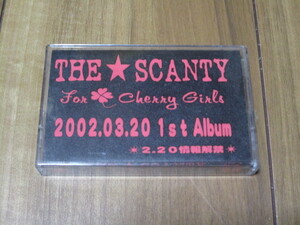 THE★SCANTY
For Cherry Girls
2002.03.20 1st Album
*2.20情報解禁*